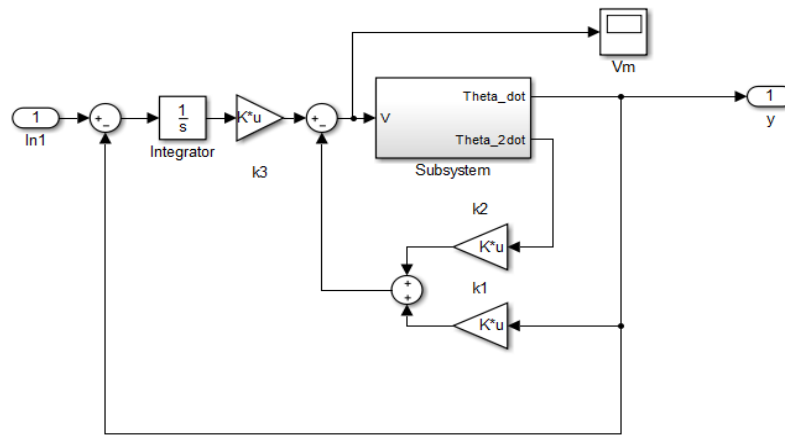 Vm
1
In1
+
−
1
s
Integrator
K*u
k3
+
−
V
Theta_dot
Theta_2dot
Subsystem
1
y
k2
K*u
+
+
k1
K*u